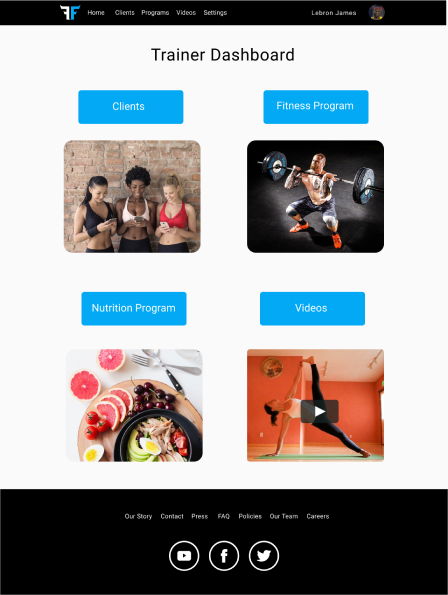 FF Home Clients Programs Videos Settings Lebron James
Trainer Dashboard
Clients Fitness Program
Nutrition Program Videos
Our Story Contact Press FAQ Policies Our Team Careers